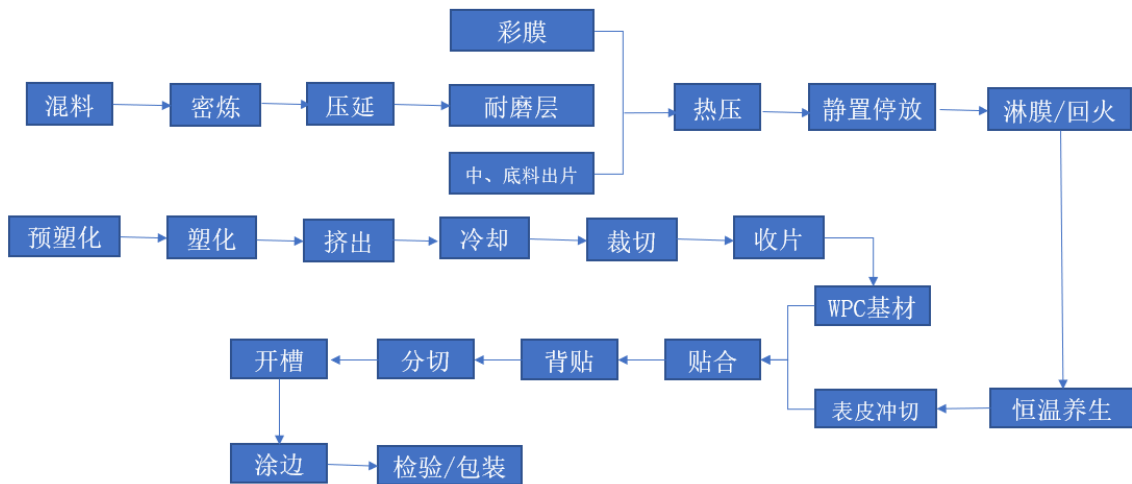 彩膜
混料
密炼
压延
耐磨层
热压
静置停放
淋膜/回火
中、底料出片
预塑化
塑化
挤出
冷却
裁切
收片
WPC基材
开槽
分切
背贴
贴合
表皮冲切
恒温养生
涂边
检验/包装